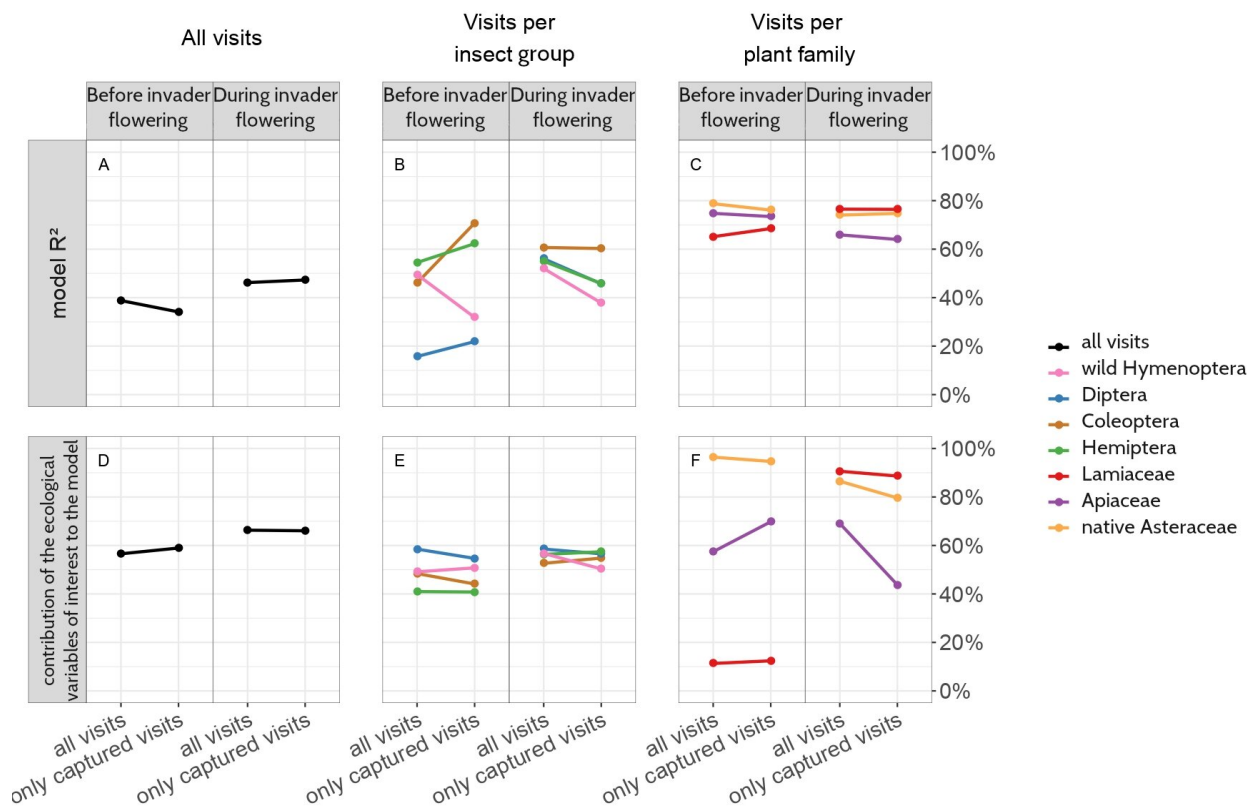 All visits
Visits per
insect group
Visits per
plant family
Before invader
flowering
During invader
flowering
Before invader
flowering
During invader
flowering
Before invader
flowering
During invader
flowering
model R²
A
B
C
100%
80%
60%
40%
20%
0%
contribution of the ecological
variables of interest to the model
D
E
F
100%
80%
60%
40%
20%
0%
all visits
only captured visits
all visits
only captured visits
all visits
only captured visits
all visits
only captured visits
all visits
only captured visits
all visits
only captured visits
all visits
wild Hymenoptera
Diptera
Coleoptera
Hemiptera
Lamiaceae
Apiaceae
native Asteraceae